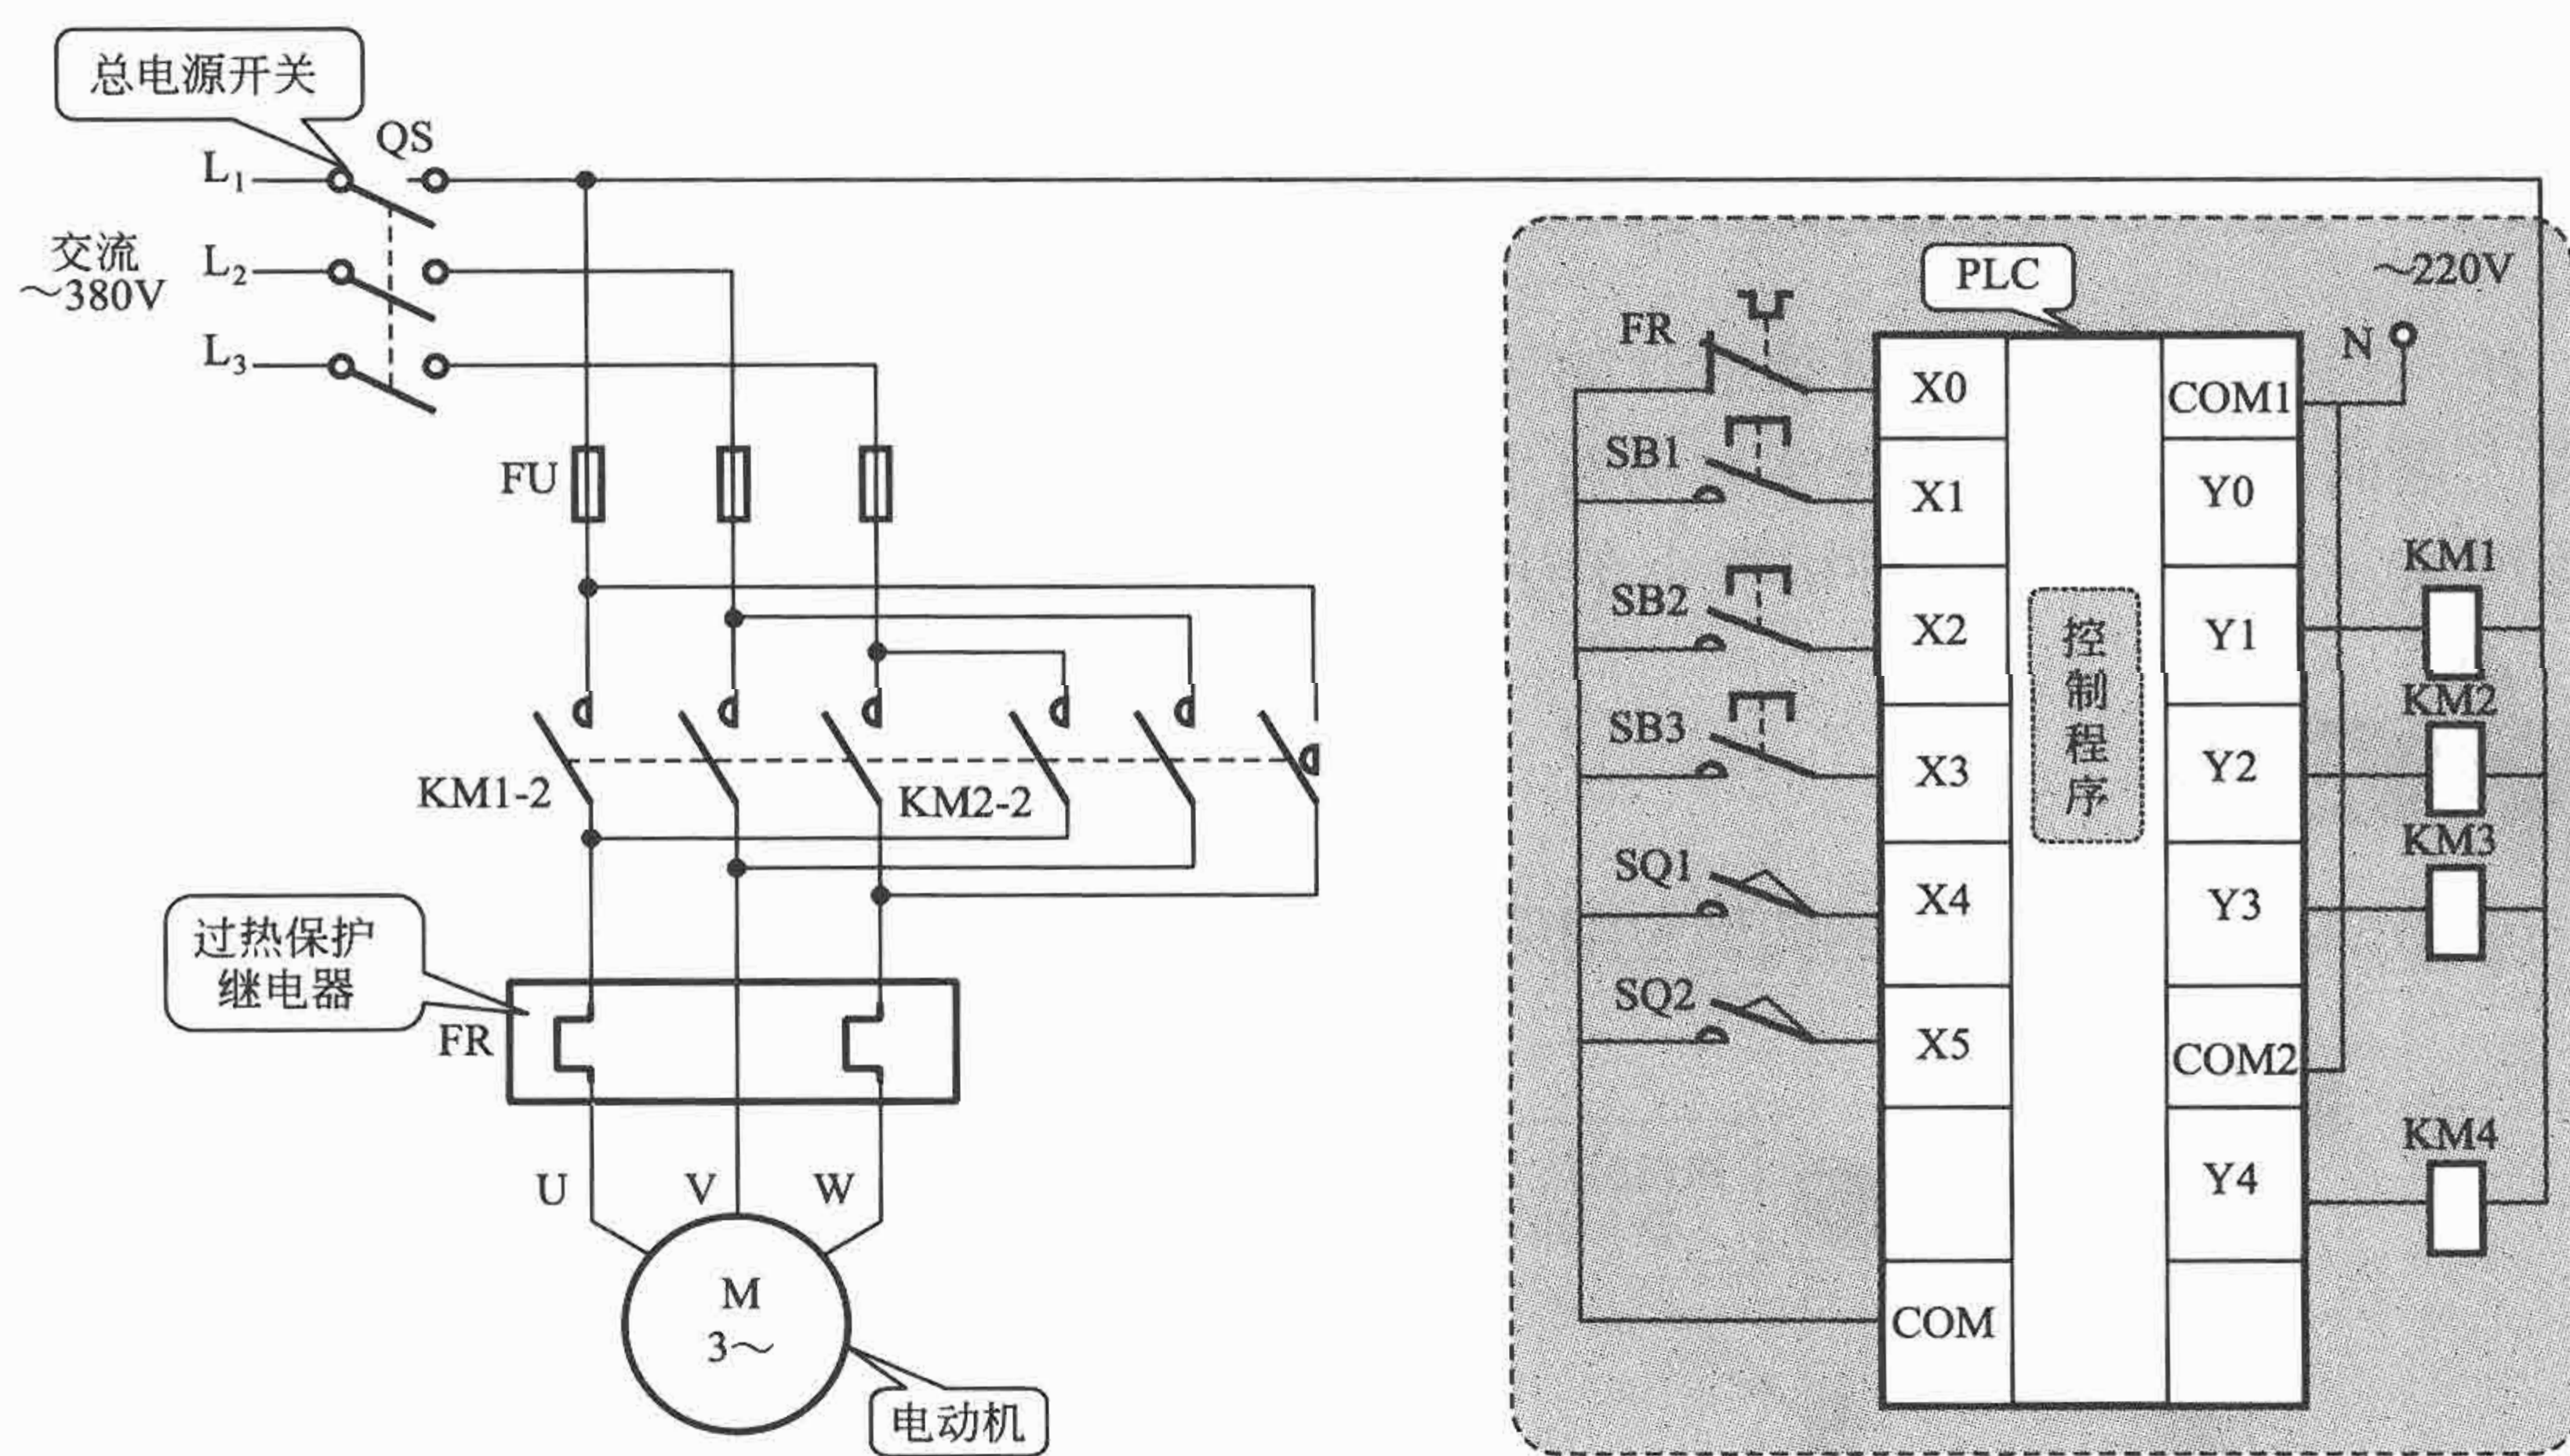 总电源开关
QS
L1
交流
～380V
L2
L3
FU
KM1-2
KM2-2
过热保护
继电器
FR
U
V
W
M
3～
电动机
PLC
～220V
N
FR
SB1
SB2
SB3
SQ1
SQ2
X0
X1
X2
X3
X4
X5
COM
控
制
程
序
COM1
Y0
Y1
Y2
Y3
COM2
Y4
KM1
KM2
KM3
KM4